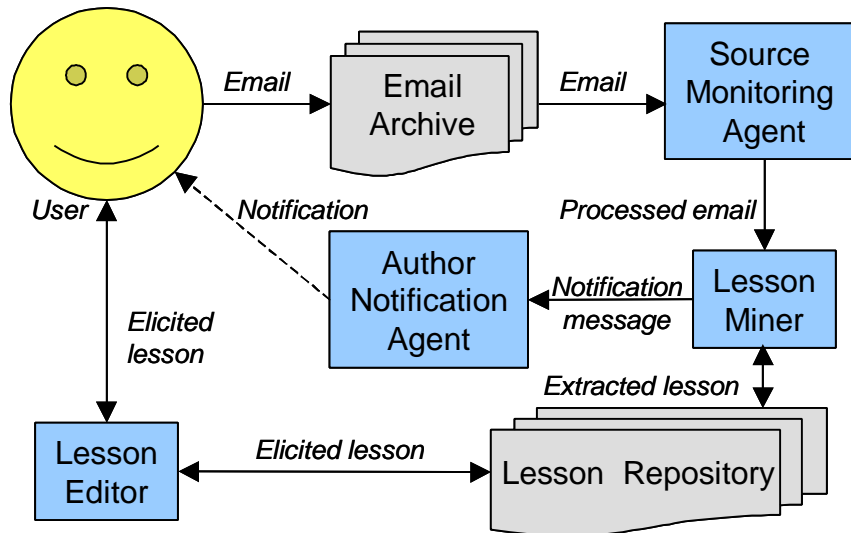 Email
Email
Archive
Email
Source
Monitoring
Agent
User
Notification
Processed email
Author
Notification
Agent
Notification
message
Lesson
Miner
Elicited
lesson
Extracted lesson
Lesson
Editor
Elicited lesson
Lesson Repository